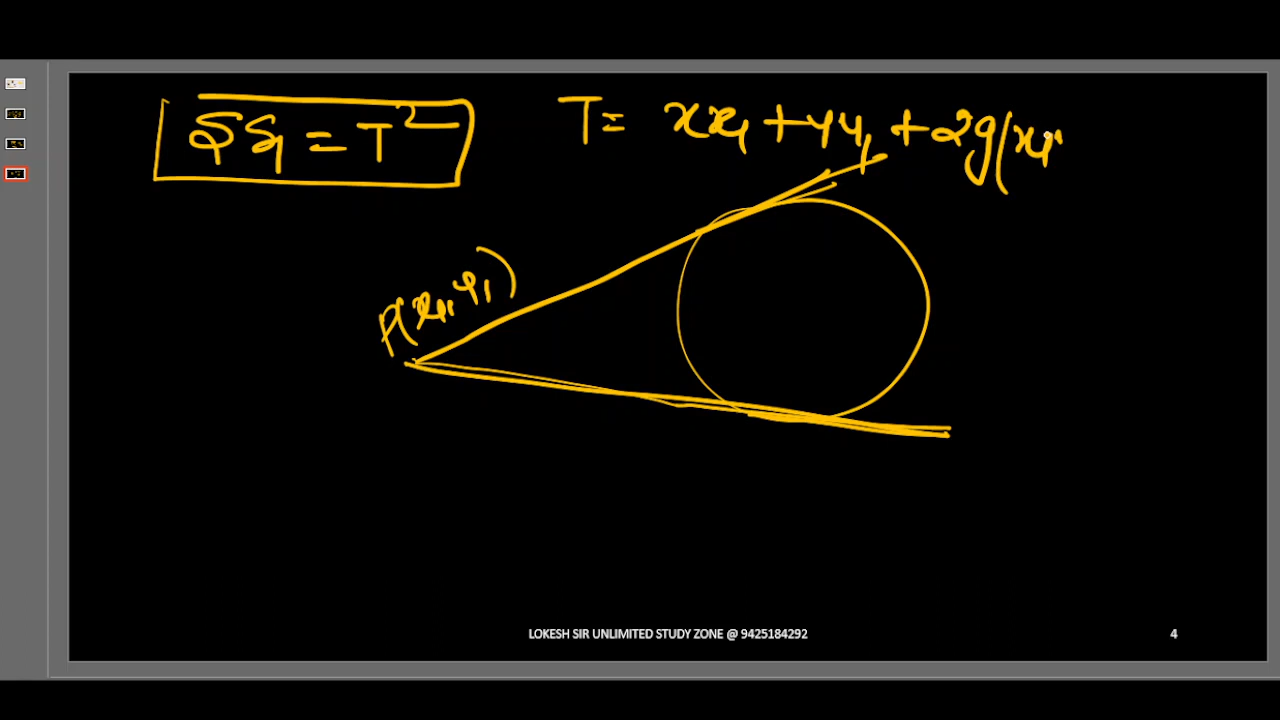 SS₁ = T²
T = xx₁ + yy₁ + 2g(x₁
P(x₁, y₁)
LOKESH SIR UNLIMITED STUDY ZONE @ 9425184292
4